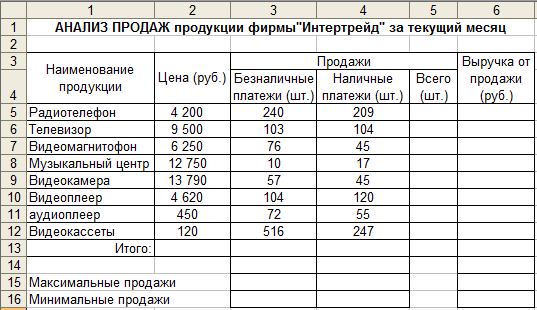 1 2 3 4 5 6
1 АНАЛИЗ ПРОДАЖ продукции фирмы"Интертрейд" за текущий месяц
2
3 Наименование продукции Цена (руб.) Продажи Выручка от продажи (руб.)
4 Безналичные платежи (шт.) Наличные платежи (шт.) Всего (шт.)
5 Радиотелефон 4 200 240 209
6 Телевизор 9 500 103 104
7 Видеомагнитофон 6 250 76 45
8 Музыкальный центр 12 750 10 17
9 Видеокамера 13 790 57 45
10 Видеоплеер 4 620 104 120
11 аудиоплеер 450 72 55
12 Видеокассеты 120 516 247
13 Итого:
14
15 Максимальные продажи
16 Минимальные продажи